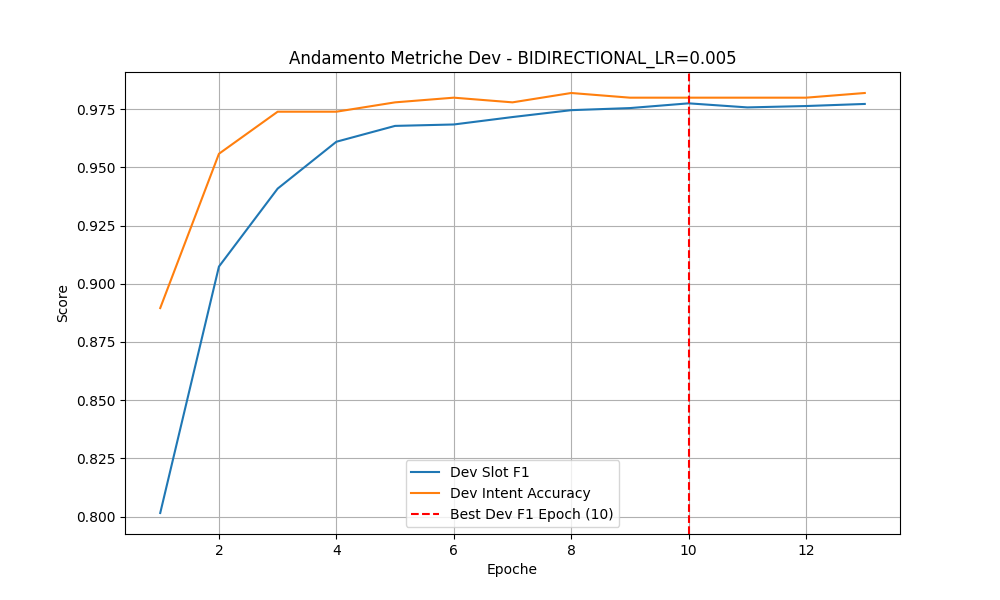 Andamento Metriche Dev - BIDIRECTIONAL_LR=0.005
Score
0.975
0.950
0.925
0.900
0.875
0.850
0.825
0.800
Dev Slot F1
Dev Intent Accuracy
Best Dev F1 Epoch (10)
2 4 6 8 10 12
Epoche